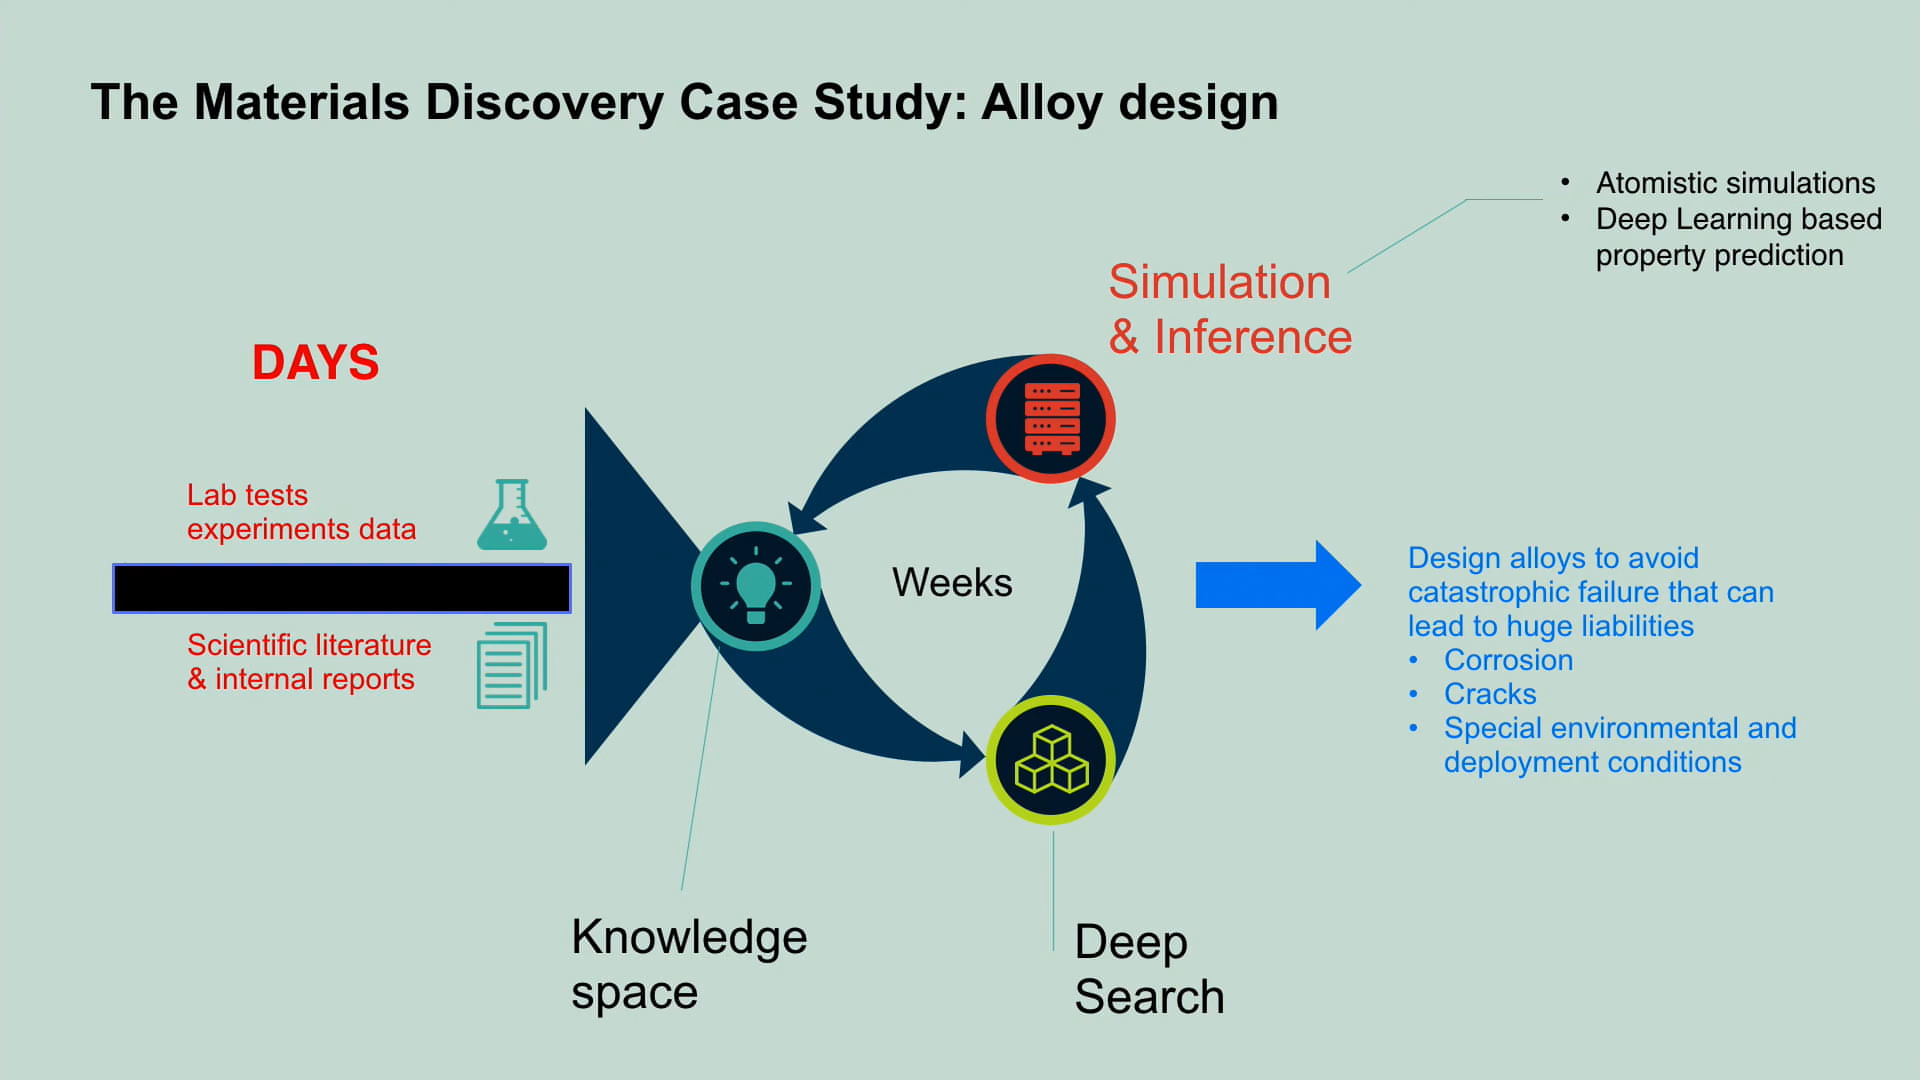 The Materials Discovery Case Study: Alloy design
• Atomistic simulations
• Deep Learning based
property prediction
Simulation
& Inference
DAYS
Lab tests
experiments data
Scientific literature
& internal reports
Weeks
Design alloys to avoid
catastrophic failure that can
lead to huge liabilities
• Corrosion
• Cracks
• Special environmental and
deployment conditions
Knowledge
space
Deep
Search